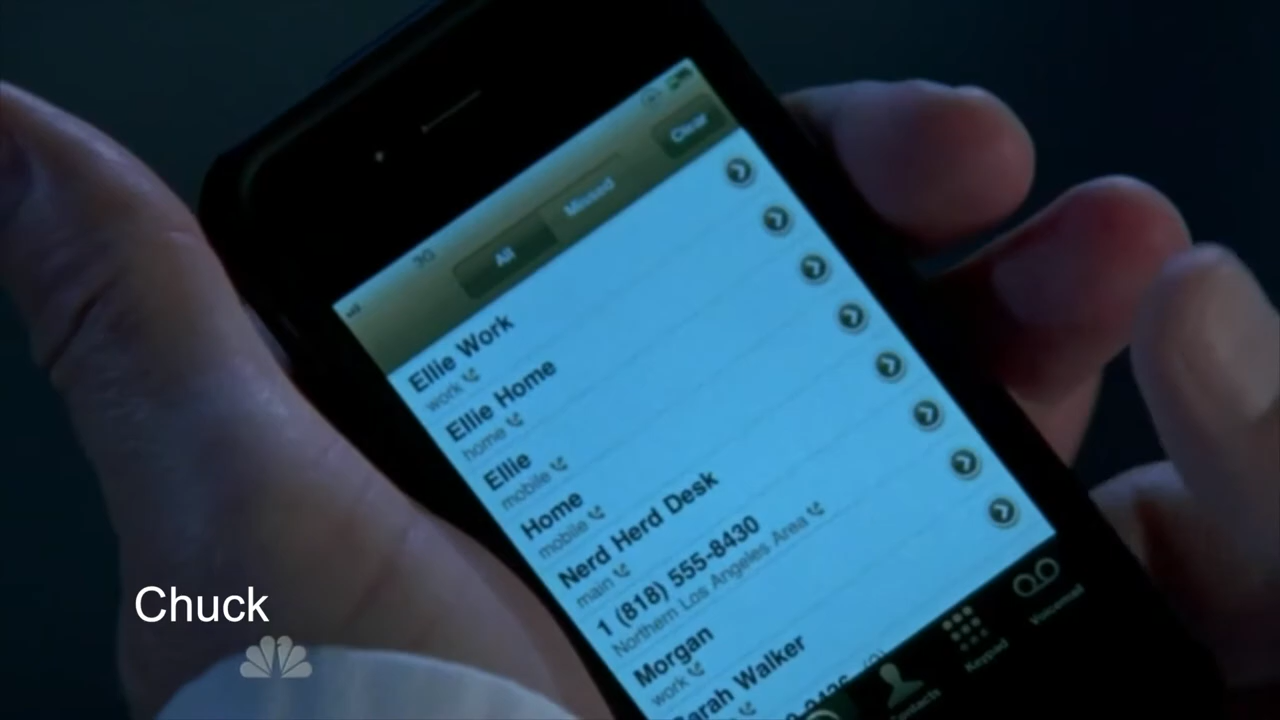 3G
All
Missed
Clear
Ellie Work
work
Ellie Home
home
Ellie
mobile
Home
mobile
Nerd Herd Desk
main
1 (818) 555-8430
Northern Los Angeles Area
Morgan
work
Sarah Walker
Contacts
Keypad
Voicemail
Chuck